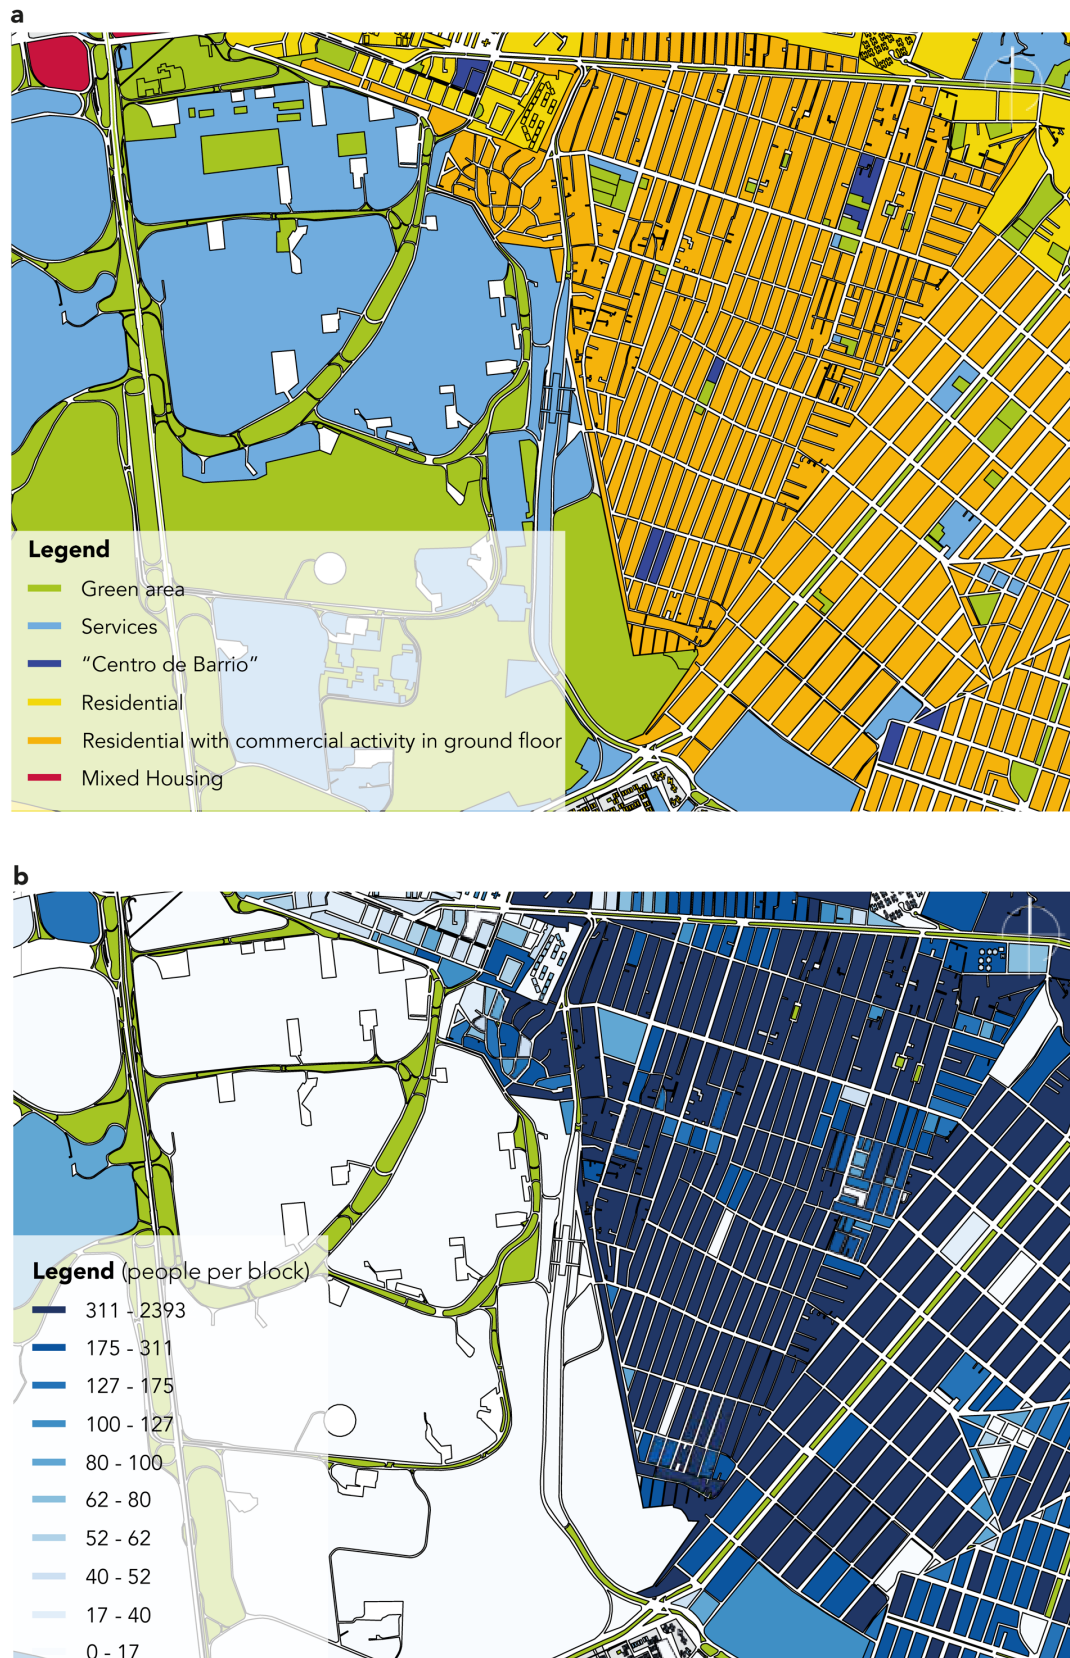 a
Legend
Green area
Services
“Centro de Barrio”
Residential
Residential with commercial activity in ground floor
Mixed Housing
b
Legend (people per block)
311 - 2393
175 - 311
127 - 175
100 - 127
80 - 100
62 - 80
52 - 62
40 - 52
17 - 40
0 - 17